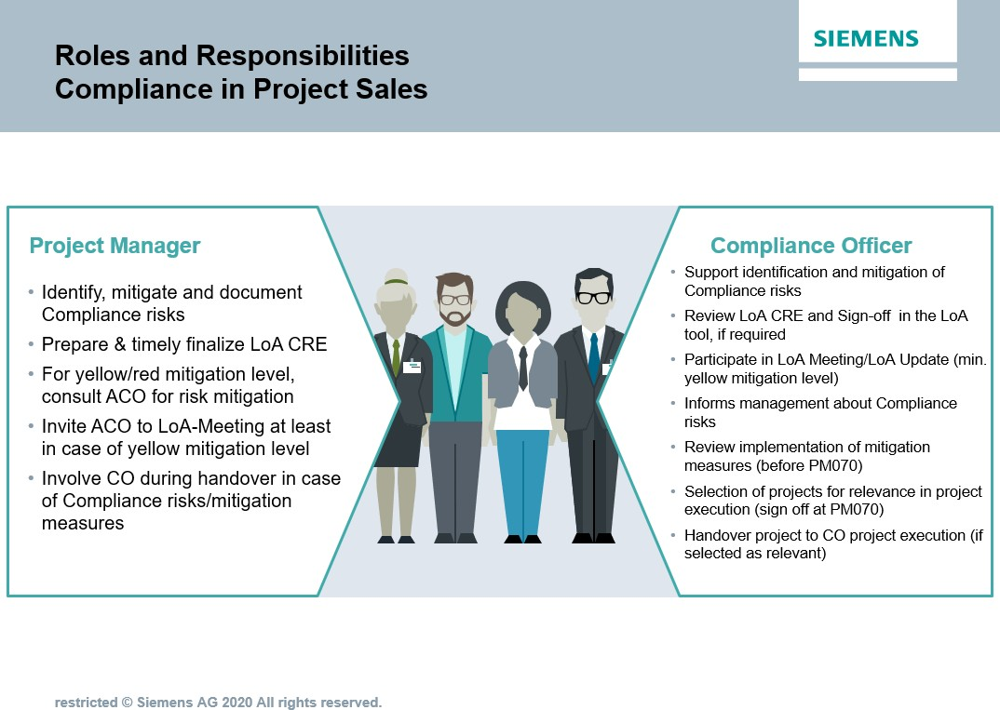 Roles and Responsibilities
Compliance in Project Sales
SIEMENS
Project Manager
• Identify, mitigate and document
Compliance risks
• Prepare & timely finalize LoA CRE
• For yellow/red mitigation level,
consult ACO for risk mitigation
• Invite ACO to LoA-Meeting at least
in case of yellow mitigation level
• Involve CO during handover in case
of Compliance risks/mitigation
measures
Compliance Officer
• Support identification and mitigation of
Compliance risks
• Review LoA CRE and Sign-off in the LoA
tool, if required
• Participate in LoA Meeting/LoA Update (min.
yellow mitigation level)
• Informs management about Compliance
risks
• Review implementation of mitigation
measures (before PM070)
• Selection of projects for relevance in project
execution (sign off at PM070)
• Handover project to CO project execution (if
selected as relevant)
restricted © Siemens AG 2020 All rights reserved.